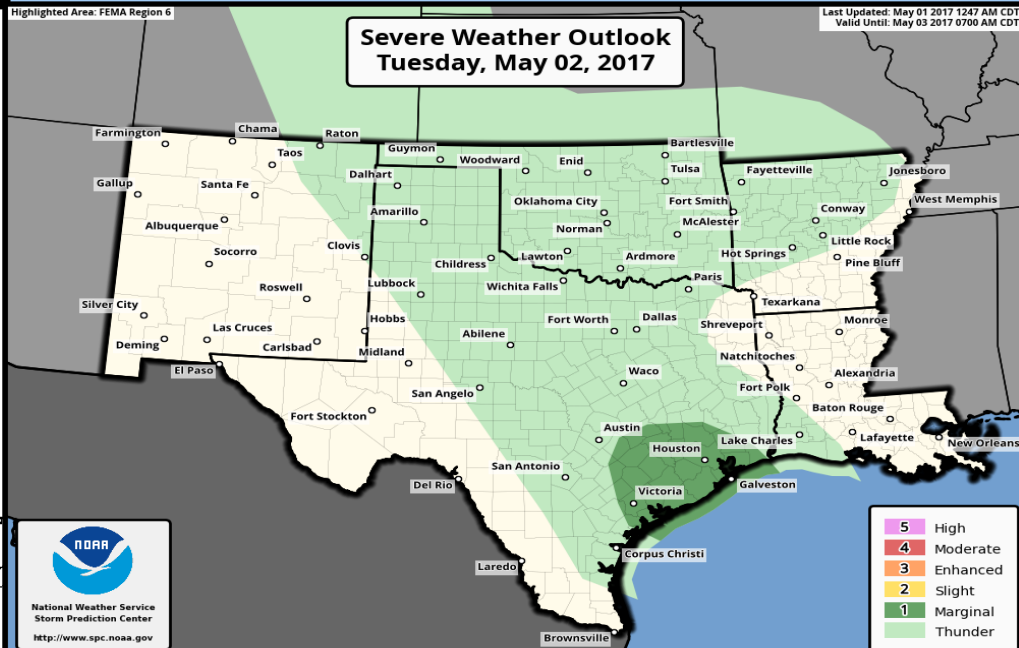 Highlighted Area: FEMA Region 6
Last Updated: May 01 2017 1247 AM CDT
Valid Until: May 03 2017 0700 AM CDT
Severe Weather Outlook
Tuesday, May 02, 2017
Farmington
Chama
Raton
Taos
Guymon
Woodward
Enid
Bartlesville
Tulsa
Fayetteville
Jonesboro
Gallup
Santa Fe
Dalhart
West Memphis
Albuquerque
Amarillo
Oklahoma City
Norman
Fort Smith
McAlester
Conway
Little Rock
Socorro
Clovis
Childress
Lawton
Ardmore
Hot Springs
Pine Bluff
Roswell
Lubbock
Wichita Falls
Paris
Texarkana
Silver City
Las Cruces
Hobbs
Abilene
Fort Worth
Dallas
Shreveport
Monroe
Deming
Carlsbad
Midland
Natchitoches
El Paso
San Angelo
Waco
Fort Polk
Alexandria
Fort Stockton
Austin
Baton Rouge
Houston
Lake Charles
Lafayette
New Orleans
San Antonio
Del Rio
Victoria
Galveston
Corpus Christi
Laredo
Brownsville
NOAA
National Weather Service
Storm Prediction Center
http://www.spc.noaa.gov
5 High
4 Moderate
3 Enhanced
2 Slight
1 Marginal
Thunder